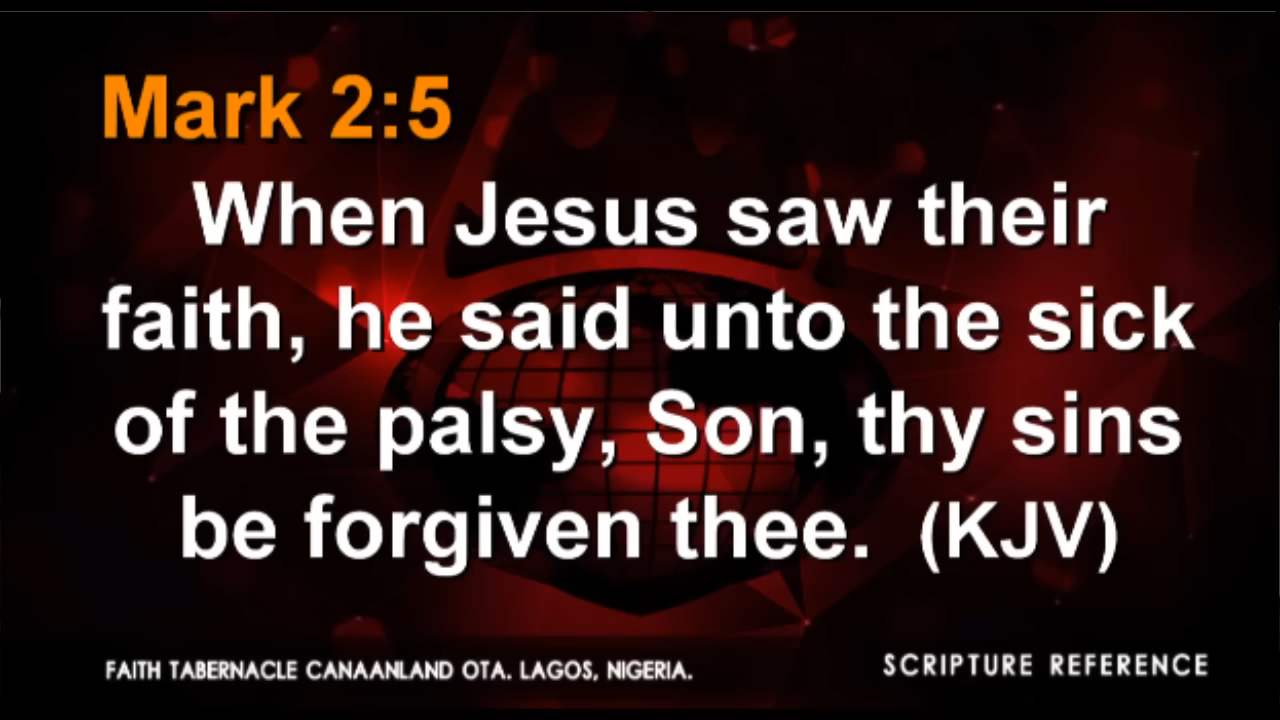 Mark 2:5
When Jesus saw their
faith, he said unto the sick
of the palsy, Son, thy sins
be forgiven thee. (KJV)
FAITH TABERNACLE CANAANLAND OTA. LAGOS, NIGERIA.
SCRIPTURE REFERENCE